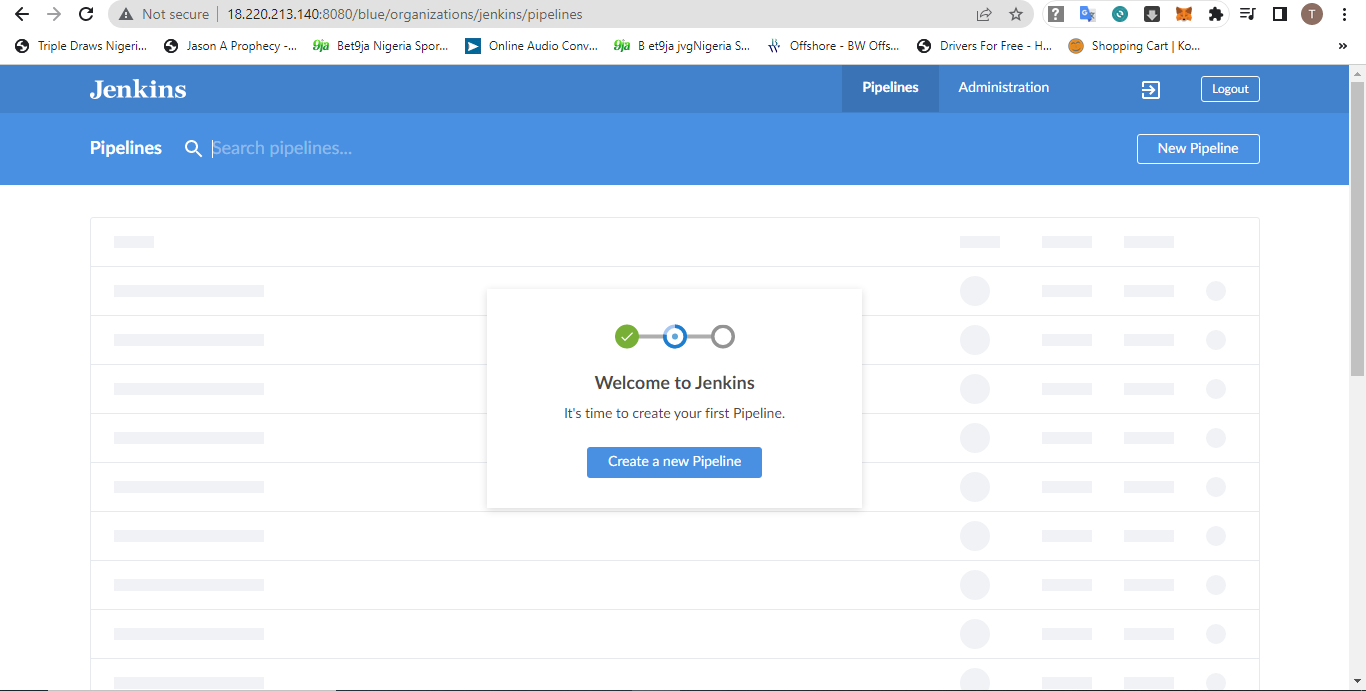 Not secure | 18.220.213.140:8080/blue/organizations/jenkins/pipelines
T
Triple Draws Nigeri... Jason A Prophecy -... 9ja Bet9ja Nigeria Spor... Online Audio Conv... 9ja B et9ja jvgNigeria S... Offshore - BW Offs... Drivers For Free - H... Shopping Cart | Ko... »
Jenkins Pipelines Administration Logout
Pipelines Search pipelines... New Pipeline
Welcome to Jenkins
It's time to create your first Pipeline.
Create a new Pipeline